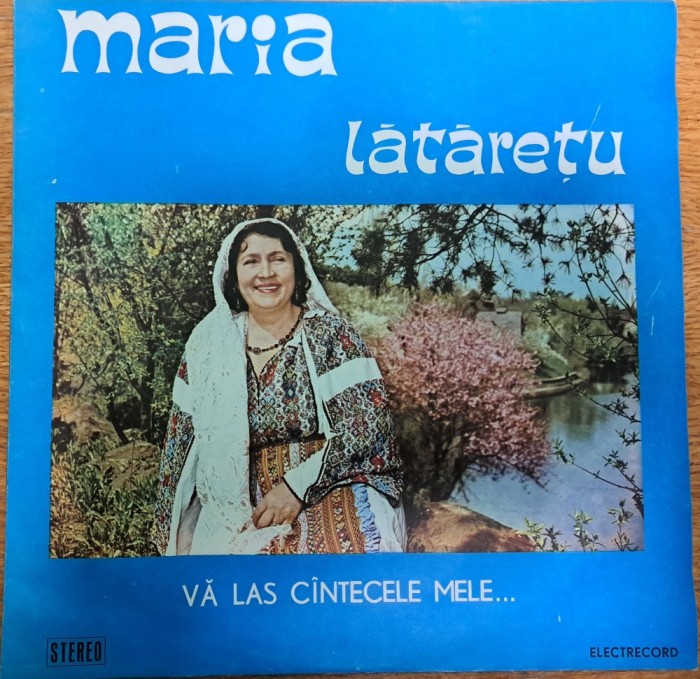 maria
lătărețu
VĂ LAS CÎNTECELE MELE...
STEREO
ELECTRECORD